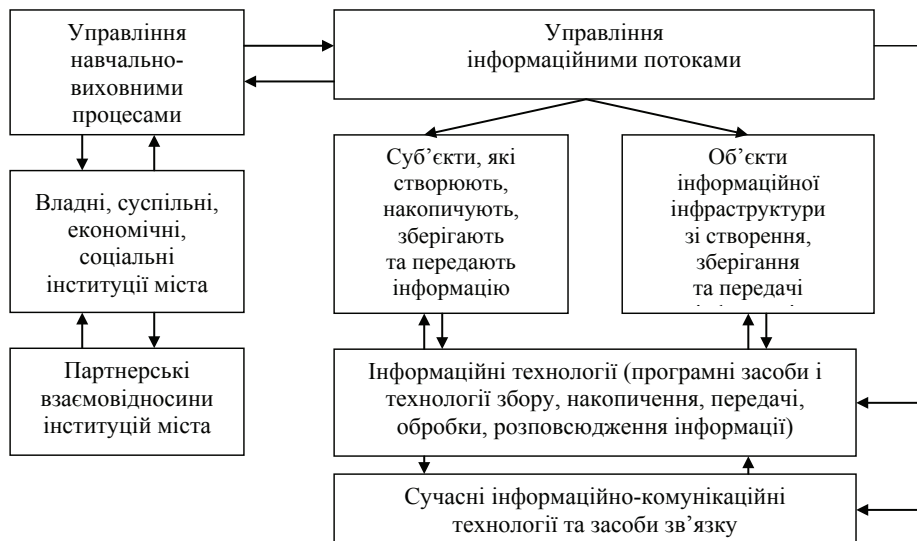 Управління
навчально-
виховними
процесами
Управління
інформаційними потоками
Суб’єкти, які
створюють,
накопичують,
зберігають
та передають
інформацію
Об’єкти
інформаційної
інфраструктури
зі створення,
зберігання
та передачі
Владні, суспільні,
економічні,
соціальні
інституції міста
Партнерські
взаємовідносини
інституцій міста
Інформаційні технології (програмні засоби і
технології збору, накопичення, передачі,
обробки, розповсюдження інформації)
Сучасні інформаційно-комунікаційні
технології та засоби зв’язку